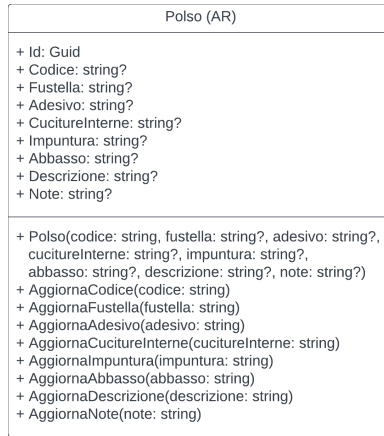 Polso (AR)
+ Id: Guid
+ Codice: string?
+ Fustella: string?
+ Adesivo: string?
+ CucitureInterne: string?
+ Impuntura: string?
+ Abbasso: string?
+ Descrizione: string?
+ Note: string?
+ Polso(codice: string, fustella: string?, adesivo: string?,
cucitureInterne: string?, impuntura: string?,
abbasso: string?, descrizione: string?, note: string?)
+ AggiornaCodice(codice: string)
+ AggiornaFustella(fustella: string)
+ AggiornaAdesivo(adesivo: string)
+ AggiornaCucitureInterne(cucitureInterne: string)
+ AggiornaImpuntura(impuntura: string)
+ AggiornaAbbasso(abbasso: string)
+ AggiornaDescrizione(descrizione: string)
+ AggiornaNote(note: string)